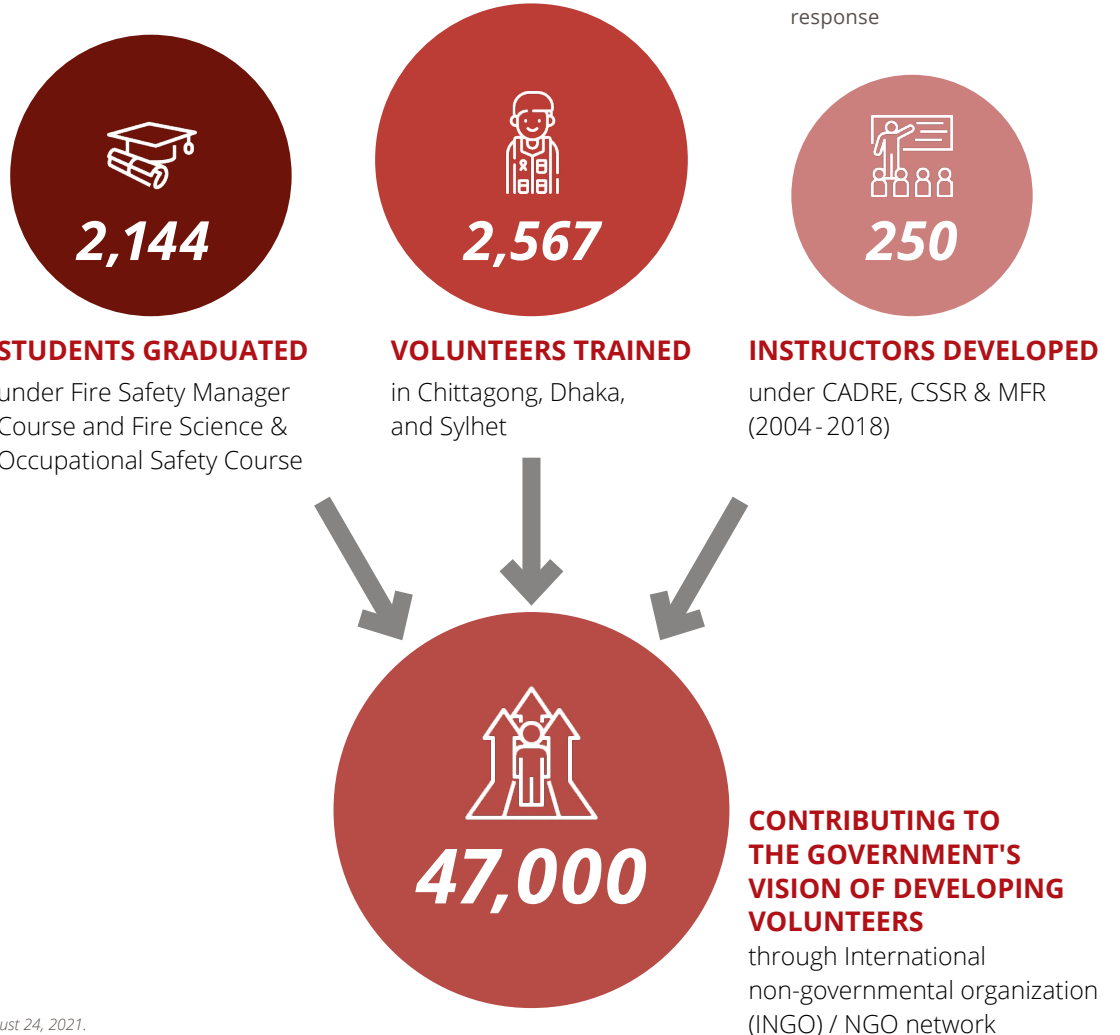 response
2,144
STUDENTS GRADUATED
under Fire Safety Manager
Course and Fire Science &
Occupational Safety Course
2,567
VOLUNTEERS TRAINED
in Chittagong, Dhaka,
and Sylhet
250
INSTRUCTORS DEVELOPED
under CADRE, CSSR & MFR
(2004-2018)
47,000
CONTRIBUTING TO
THE GOVERNMENT'S
VISION OF DEVELOPING
VOLUNTEERS
through International
non-governmental organization
(INGO) / NGO network
ust 24, 2021.